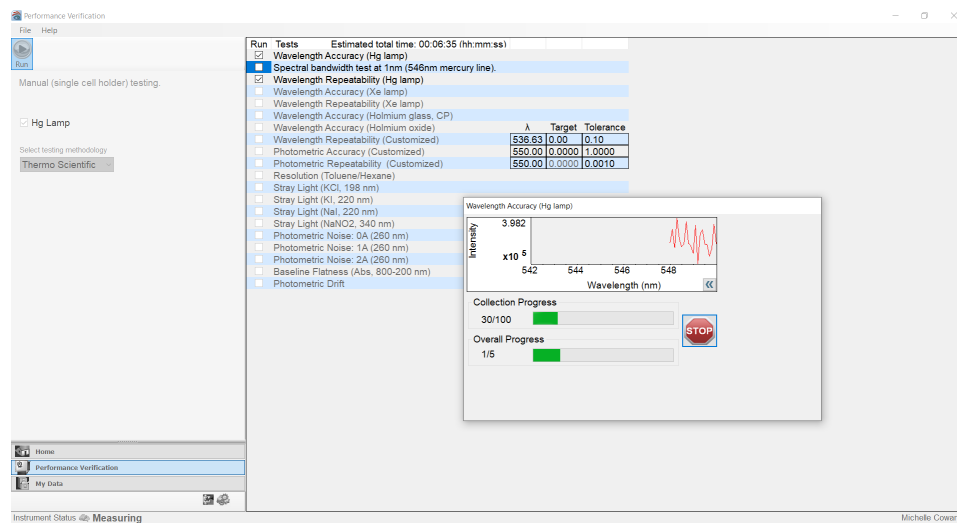 Performance Verification
File Help
Run
Manual (single cell holder) testing.
Hg Lamp
Select testing methodology
Thermo Scientific
Run Tests Estimated total time: 00:06:35 (hh:mm:ss)
Wavelength Accuracy (Hg lamp)
Spectral bandwidth test at 1nm (546nm mercury line).
Wavelength Repeatability (Hg lamp)
Wavelength Accuracy (Xe lamp)
Wavelength Repeatability (Xe lamp)
Wavelength Accuracy (Holmium glass, CP)
Wavelength Accuracy (Holmium oxide) λ Target Tolerance
Wavelength Repeatability (Customized) 536.63 0.00 0.10
Photometric Accuracy (Customized) 550.00 0.0000 1.0000
Photometric Repeatability (Customized) 550.00 0.0000 0.0010
Resolution (Toluene/Hexane)
Stray Light (KCl, 198 nm)
Stray Light (KI, 220 nm)
Stray Light (NaI, 220 nm)
Stray Light (NaNO2, 340 nm)
Photometric Noise: 0A (260 nm)
Photometric Noise: 1A (260 nm)
Photometric Noise: 2A (260 nm)
Baseline Flatness (Abs, 800-200 nm)
Photometric Drift
Wavelength Accuracy (Hg lamp)
Intensity
3.982
x10 5
542 544 546 548
Wavelength (nm)
Collection Progress
30/100
STOP
Overall Progress
1/5
Home
Performance Verification
My Data
Instrument Status Measuring
Michelle Cowan